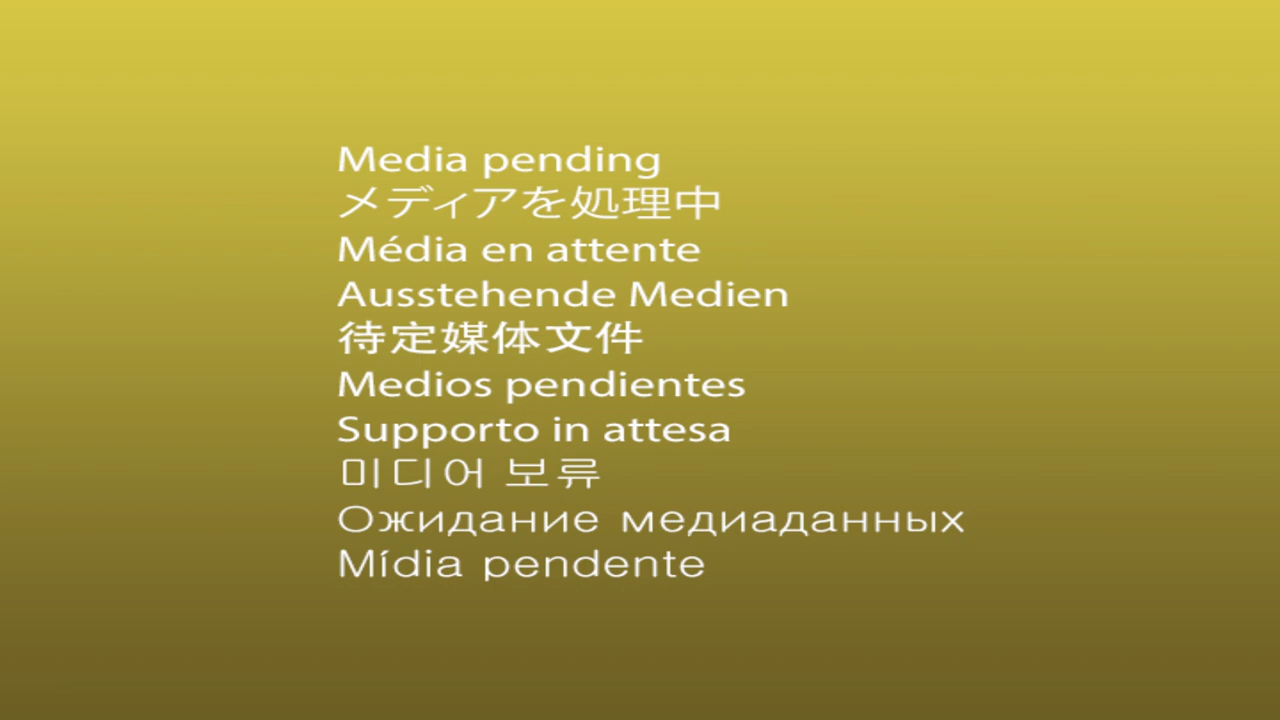 Media pending
メディアを処理中
Média en attente
Ausstehende Medien
待定媒体文件
Medios pendientes
Supporto in attesa
미디어 보류
Ожидание медиаданных
Mídia pendente